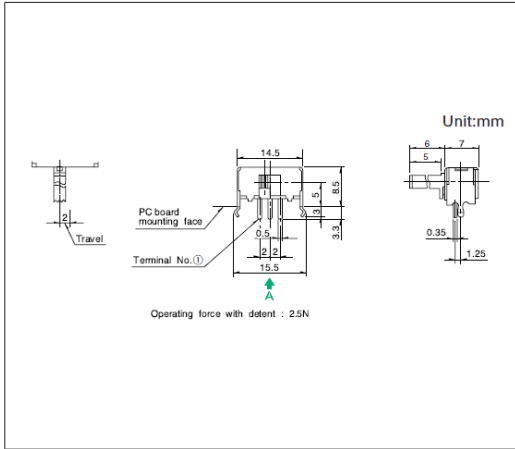 Unit:mm
14.5
6
7
5
2
Travel
PC board
mounting face
5
8.5
3
3.3
0.5
Terminal No.①
2
2
15.5
A
0.35
1.25
Operating force with detent : 2.5N